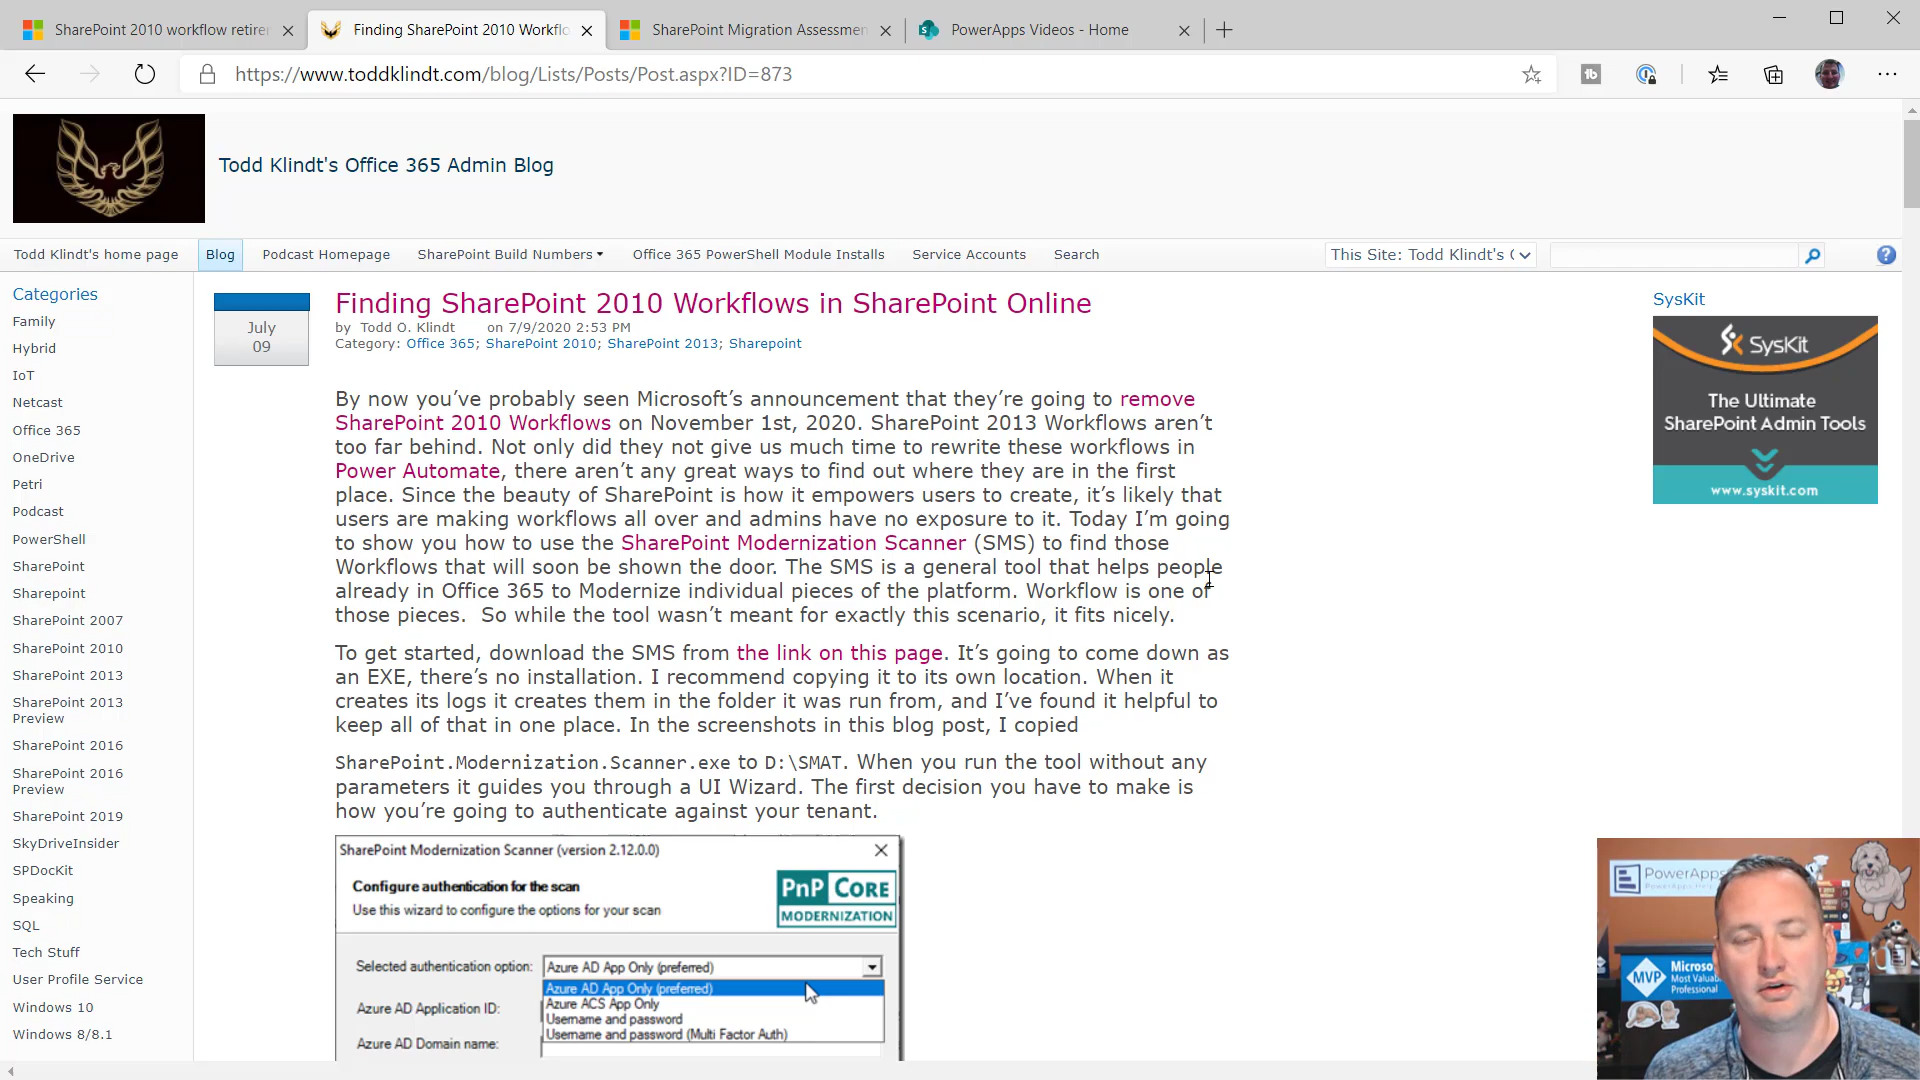 SharePoint 2010 workflow retirer
Finding SharePoint 2010 Workflo
SharePoint Migration Assessmen
PowerApps Videos - Home
https://www.toddklindt.com/blog/Lists/Posts/Post.aspx?ID=873
Todd Klindt's Office 365 Admin Blog
Todd Klindt's home page
Blog
Podcast Homepage
SharePoint Build Numbers
Office 365 PowerShell Module Installs
Service Accounts
Search
This Site: Todd Klindt's (
Categories
Family
Hybrid
IoT
Netcast
Office 365
OneDrive
Petri
Podcast
PowerShell
SharePoint
Sharepoint
SharePoint 2007
SharePoint 2010
SharePoint 2013
SharePoint 2013
Preview
SharePoint 2016
SharePoint 2016
Preview
SharePoint 2019
SkyDriveInsider
SPDocKit
Speaking
SQL
Tech Stuff
User Profile Service
Windows 10
Windows 8/8.1
July
09
Finding SharePoint 2010 Workflows in SharePoint Online
by Todd O. Klindt on 7/9/2020 2:53 PM
Category: Office 365; SharePoint 2010; SharePoint 2013; Sharepoint
By now you've probably seen Microsoft's announcement that they're going to remove
SharePoint 2010 Workflows on November 1st, 2020. SharePoint 2013 Workflows aren't
too far behind. Not only did they not give us much time to rewrite these workflows in
Power Automate, there aren't any great ways to find out where they are in the first
place. Since the beauty of SharePoint is how it empowers users to create, it's likely that
users are making workflows all over and admins have no exposure to it. Today I'm going
to show you how to use the SharePoint Modernization Scanner (SMS) to find those
Workflows that will soon be shown the door. The SMS is a general tool that helps people
already in Office 365 to Modernize individual pieces of the platform. Workflow is one of
those pieces. So while the tool wasn't meant for exactly this scenario, it fits nicely.
To get started, download the SMS from the link on this page. It's going to come down as
an EXE, there's no installation. I recommend copying it to its own location. When it
creates its logs it creates them in the folder it was run from, and I've found it helpful to
keep all of that in one place. In the screenshots in this blog post, I copied
SharePoint.Modernization.Scanner.exe to D:\SMAT. When you run the tool without any
parameters it guides you through a UI Wizard. The first decision you have to make is
how you're going to authenticate against your tenant.
SharePoint Modernization Scanner (version 2.12.0.0)
Configure authentication for the scan
Use this wizard to configure the options for your scan
PnP CORE
MODERNIZATION
Selected authentication option: Azure AD App Only (preferred)
Azure AD App Only (preferred)
Azure AD Application ID: Azure ACS App Only
Username and password
Username and password (Multi Factor Auth)
Azure AD Domain name:
SysKit
SysKit
The Ultimate
SharePoint Admin Tools
www.syskit.com
PowerApps
MVP
Microso
Most Valuab
Professional